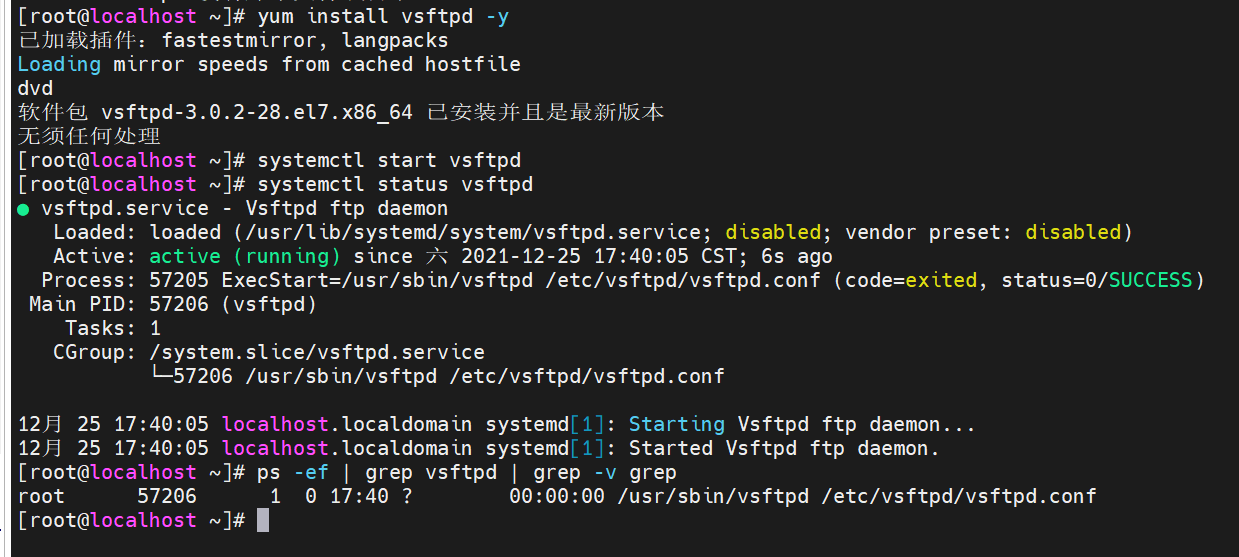 [root@localhost ~]# yum install vsftpd -y
已加载插件：fastestmirror, langpacks
Loading mirror speeds from cached hostfile
dvd
软件包 vsftpd-3.0.2-28.el7.x86_64 已安装并且是最新版本
无须任何处理
[root@localhost ~]# systemctl start vsftpd
[root@localhost ~]# systemctl status vsftpd
● vsftpd.service - Vsftpd ftp daemon
   Loaded: loaded (/usr/lib/systemd/system/vsftpd.service; disabled; vendor preset: disabled)
   Active: active (running) since 六 2021-12-25 17:40:05 CST; 6s ago
  Process: 57205 ExecStart=/usr/sbin/vsftpd /etc/vsftpd/vsftpd.conf (code=exited, status=0/SUCCESS)
 Main PID: 57206 (vsftpd)
    Tasks: 1
   CGroup: /system.slice/vsftpd.service
           └─57206 /usr/sbin/vsftpd /etc/vsftpd/vsftpd.conf
12月 25 17:40:05 localhost.localdomain systemd[1]: Starting Vsftpd ftp daemon...
12月 25 17:40:05 localhost.localdomain systemd[1]: Started Vsftpd ftp daemon.
[root@localhost ~]# ps -ef | grep vsftpd | grep -v grep
root      57206      1  0 17:40 ?        00:00:00 /usr/sbin/vsftpd /etc/vsftpd/vsftpd.conf
[root@localhost ~]#